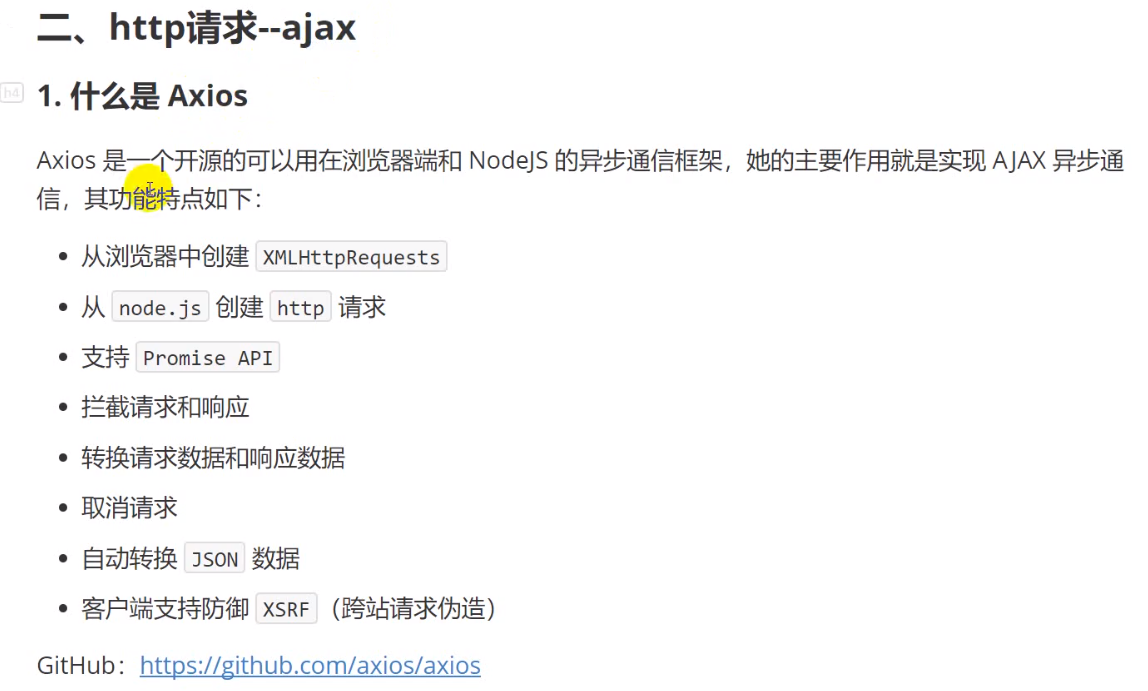 二、http请求--ajax
h4
1. 什么是 Axios
Axios 是一个开源的可以用在浏览器端和 NodeJS 的异步通信框架，她的主要作用就是实现 AJAX 异步通
信，其功能特点如下：
• 从浏览器中创建 XMLHttpRequests
• 从 node.js 创建 http 请求
• 支持 Promise API
• 拦截请求和响应
• 转换请求数据和响应数据
• 取消请求
• 自动转换 JSON 数据
• 客户端支持防御 XSRF（跨站请求伪造）
GitHub：https://github.com/axios/axios